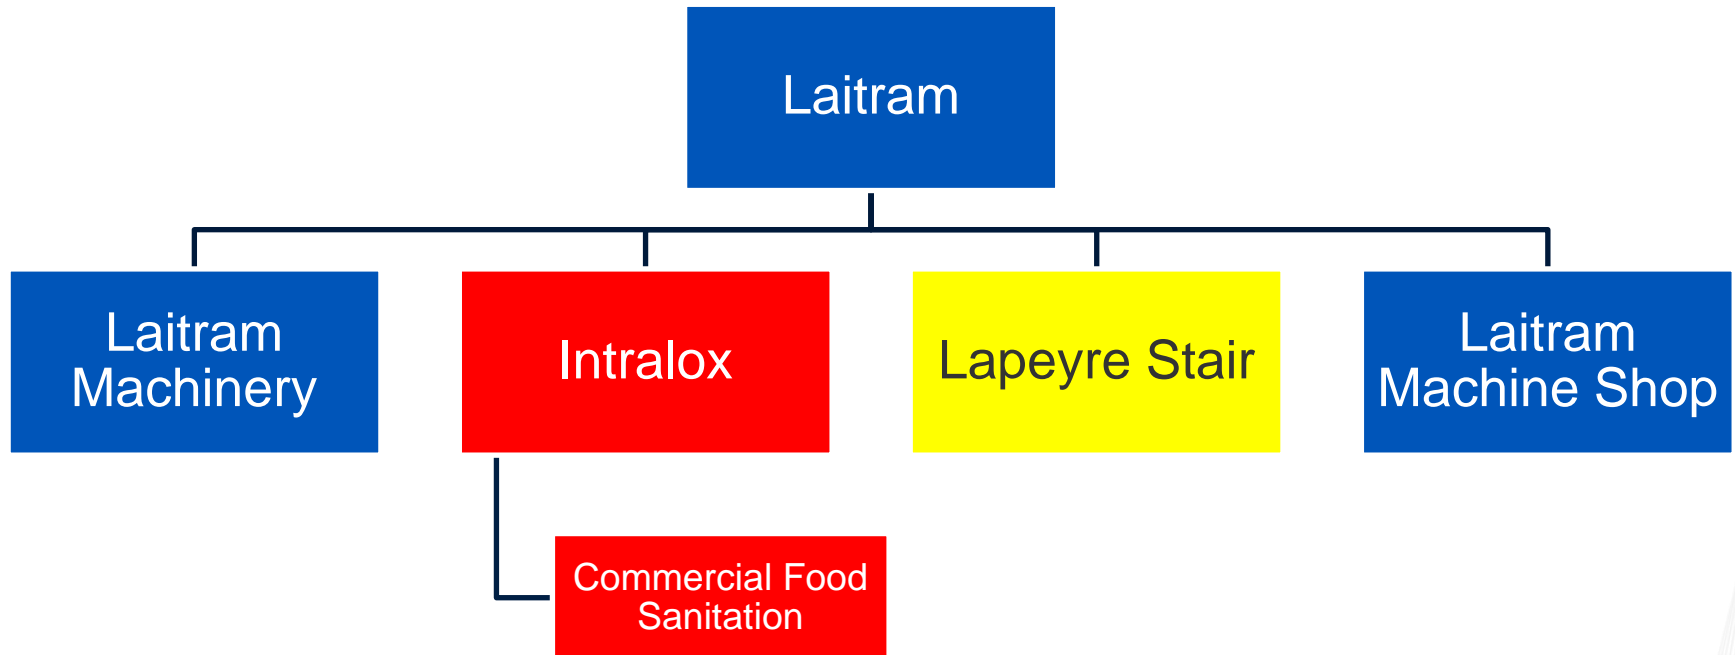 Laitram
Laitram
Machinery
Intralox
Lapeyre Stair
Laitram
Machine Shop
Commercial Food
Sanitation